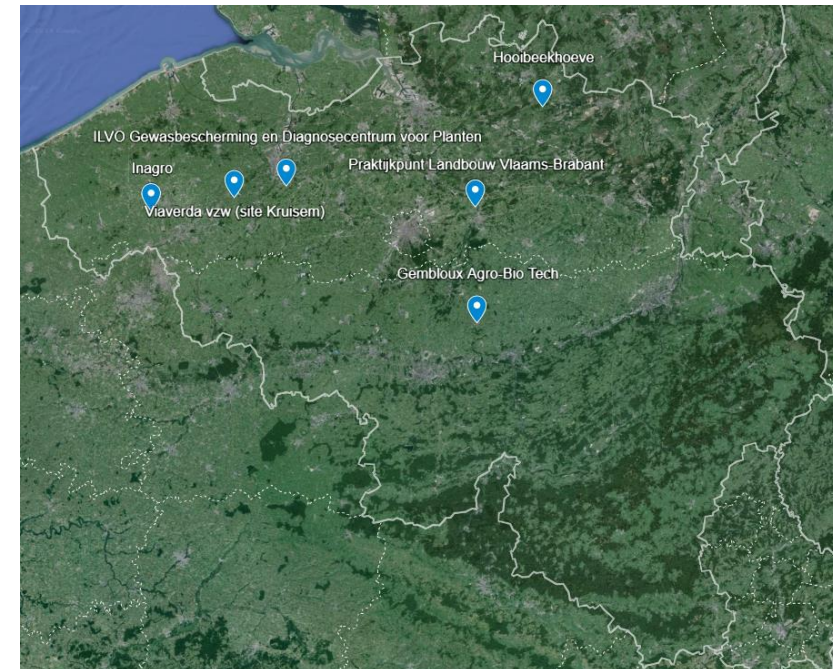 Hooibeekhoeve
ILVO Gewasbescherming en Diagnosecentrum voor Planten
Inagro
Praktijkpunt Landbouw Vlaams-Brabant
Viaverda vzw (site Kruisem)
Gembloux Agro-Bio Tech